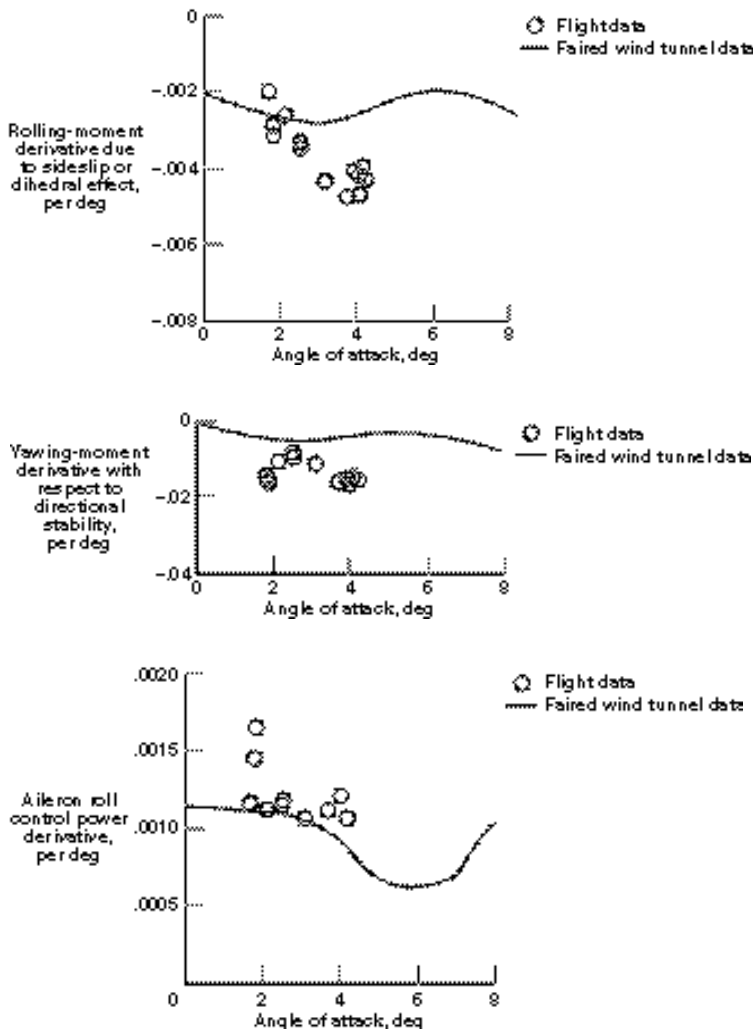 0
−.002
−.004
−.006
−.008
Rolling-moment
derivative due
to sideslip or
dihedral effect,
per deg
0
2
4
6
8
Angle of attack, deg
Flight data
Faired wind tunnel data
0
−.02
−.04
Yawing-moment
derivative with
respect to
directional
stability,
per deg
0
2
4
6
8
Angle of attack, deg
Flight data
Faired wind tunnel data
.0020
.0015
.0010
.0005
Aileron roll
control power
derivative,
per deg
0
2
4
6
8
Angle of attack, deg
Flight data
Faired wind tunnel data